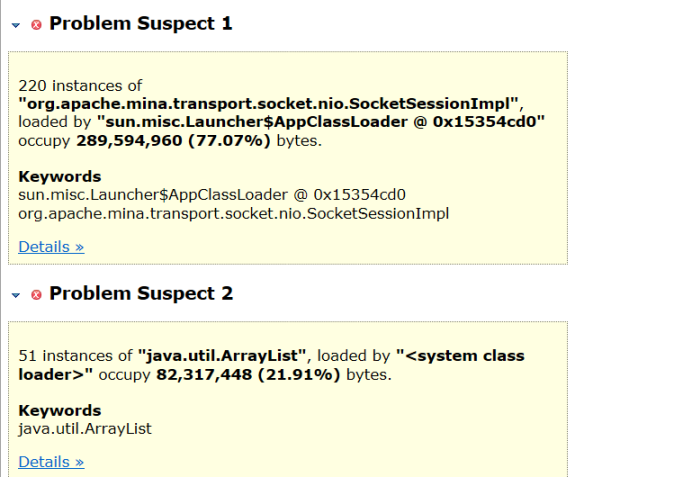 Problem Suspect 1
220 instances of
"org.apache.mina.transport.socket.nio.SocketSessionImpl",
loaded by "sun.misc.Launcher$AppClassLoader @ 0x15354cd0"
occupy 289,594,960 (77.07%) bytes.
Keywords
sun.misc.Launcher$AppClassLoader @ 0x15354cd0
org.apache.mina.transport.socket.nio.SocketSessionImpl
Details »
Problem Suspect 2
51 instances of "java.util.ArrayList", loaded by "<system class
loader>" occupy 82,317,448 (21.91%) bytes.
Keywords
java.util.ArrayList
Details »